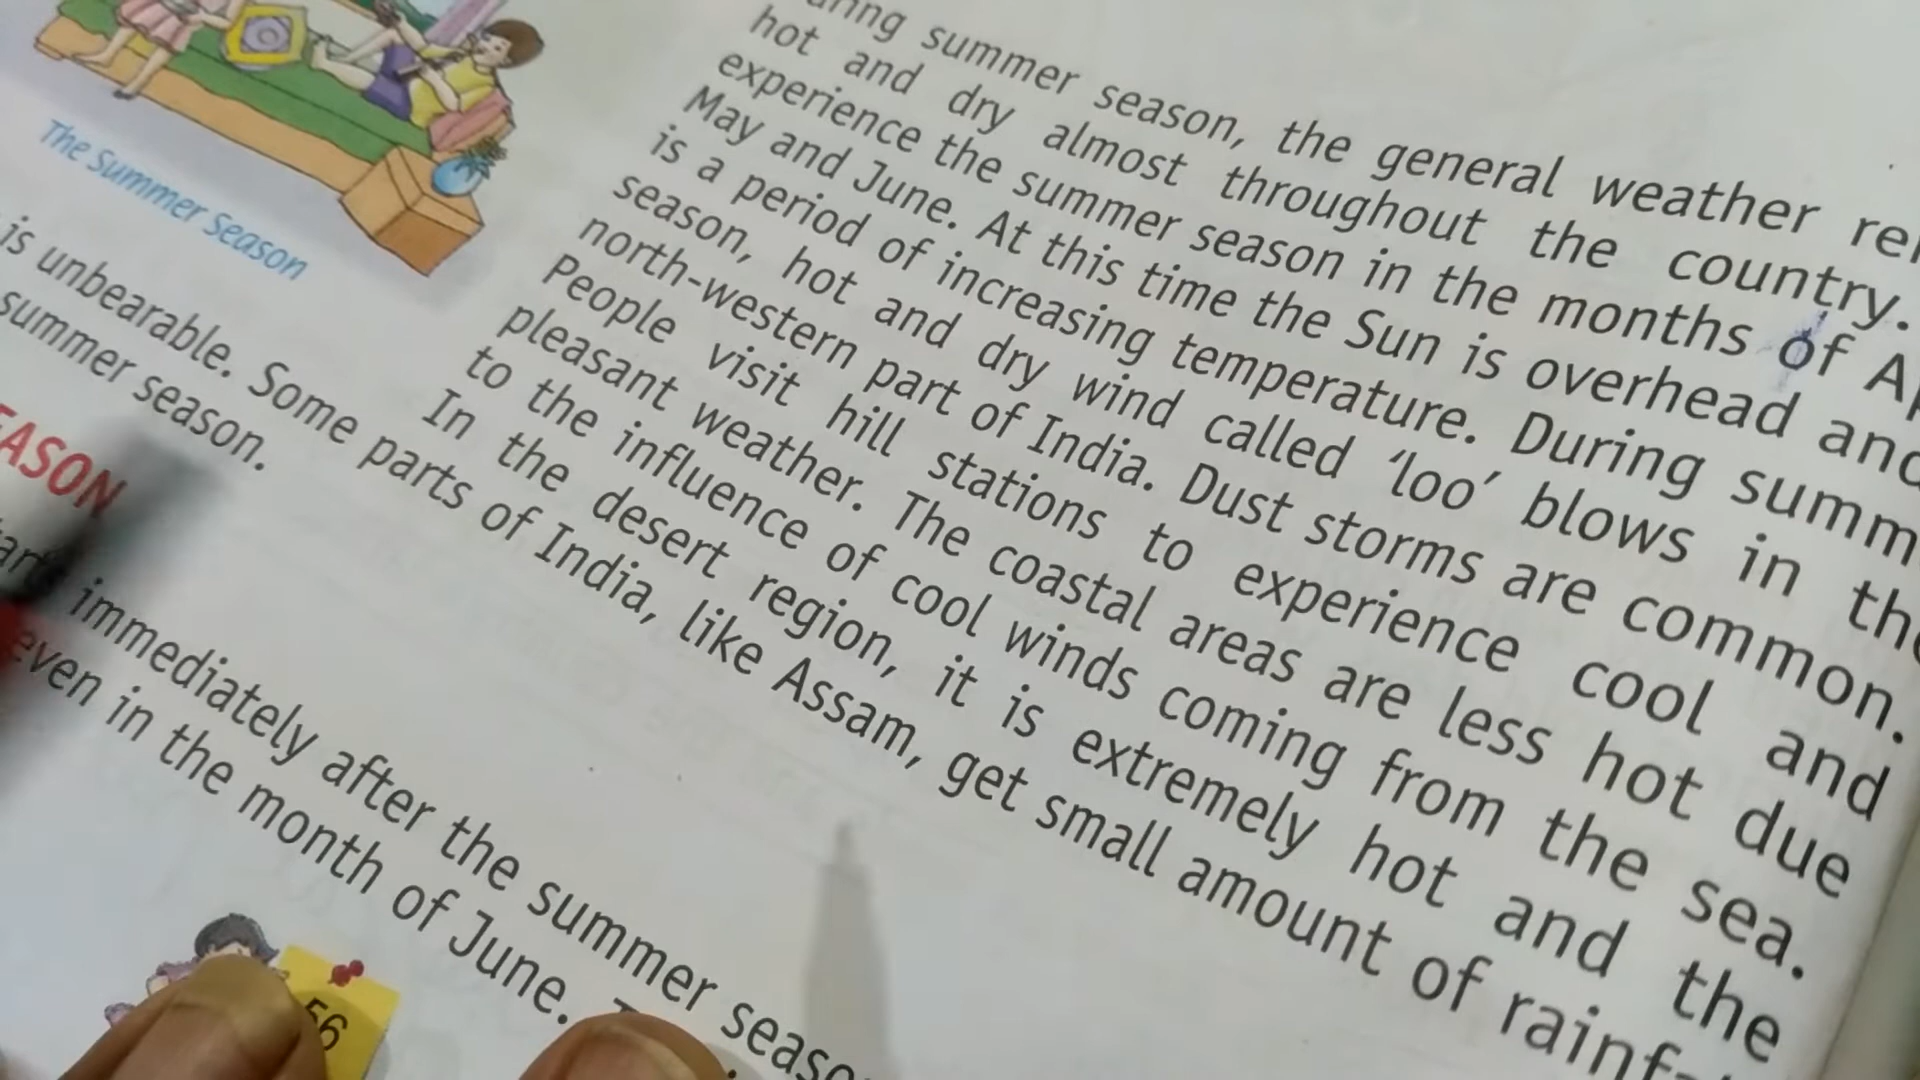 summer season, the general weather
hot and dry almost throughout the country.
experience the summer season in the months of
May and June. At this time the Sun is overhead and
is a period of increasing temperature. During
season, hot and dry wind called 'loo' blows in
north-western part of India. Dust storms are common.
People visit hill stations to experience cool and
pleasant weather. The coastal areas are less hot due
to the influence of cool winds coming from the sea.
In the desert region, it is extremely hot and the
The Summer Season
is unbearable. Some parts of India, like Assam, get small amount of
summer season.
immediately after the summer
even in the month of June.
56